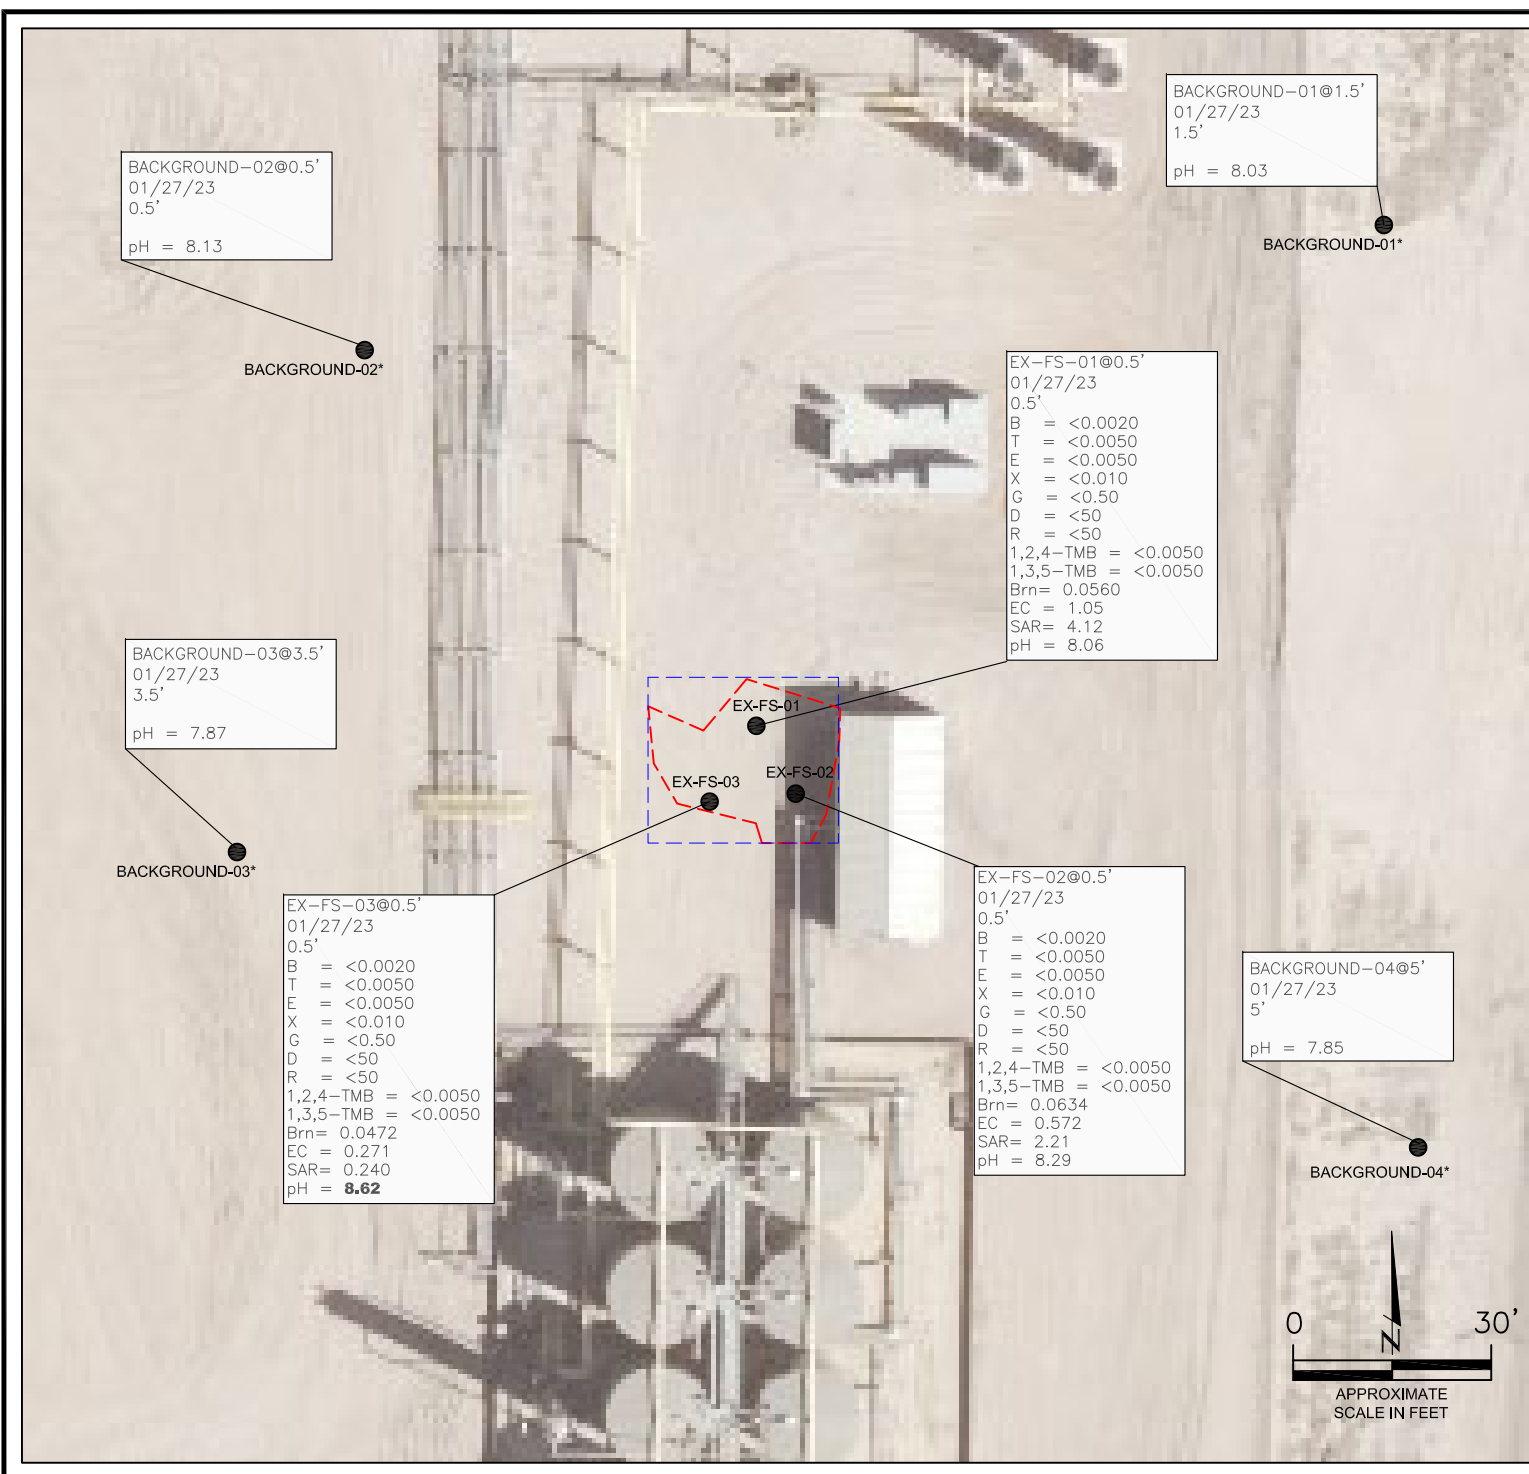 BACKGROUND-01@1.5'
01/27/23
1.5'
pH = 8.03
BACKGROUND-01*
BACKGROUND-02@0.5'
01/27/23
0.5'
pH = 8.13
BACKGROUND-02*
EX-FS-01@0.5'
01/27/23
0.5'
B = <0.0020
T = <0.0050
E = <0.0050
X = <0.010
G = <0.50
D = <50
R = <50
1,2,4-TMB = <0.0050
1,3,5-TMB = <0.0050
Brn= 0.0560
EC = 1.05
SAR= 4.12
pH = 8.06
BACKGROUND-03@3.5'
01/27/23
3.5'
pH = 7.87
BACKGROUND-03*
EX-FS-01
EX-FS-02
EX-FS-03
EX-FS-03@0.5'
01/27/23
0.5'
B = <0.0020
T = <0.0050
E = <0.0050
X = <0.010
G = <0.50
D = <50
R = <50
1,2,4-TMB = <0.0050
1,3,5-TMB = <0.0050
Brn= 0.0472
EC = 0.271
SAR= 0.240
pH = 8.62
EX-FS-02@0.5'
01/27/23
0.5'
B = <0.0020
T = <0.0050
E = <0.0050
X = <0.010
G = <0.50
D = <50
R = <50
1,2,4-TMB = <0.0050
1,3,5-TMB = <0.0050
Brn= 0.0634
EC = 0.572
SAR= 2.21
pH = 8.29
BACKGROUND-04@5'
01/27/23
5'
pH = 7.85
BACKGROUND-04*
N
0 30'
APPROXIMATE
SCALE IN FEET